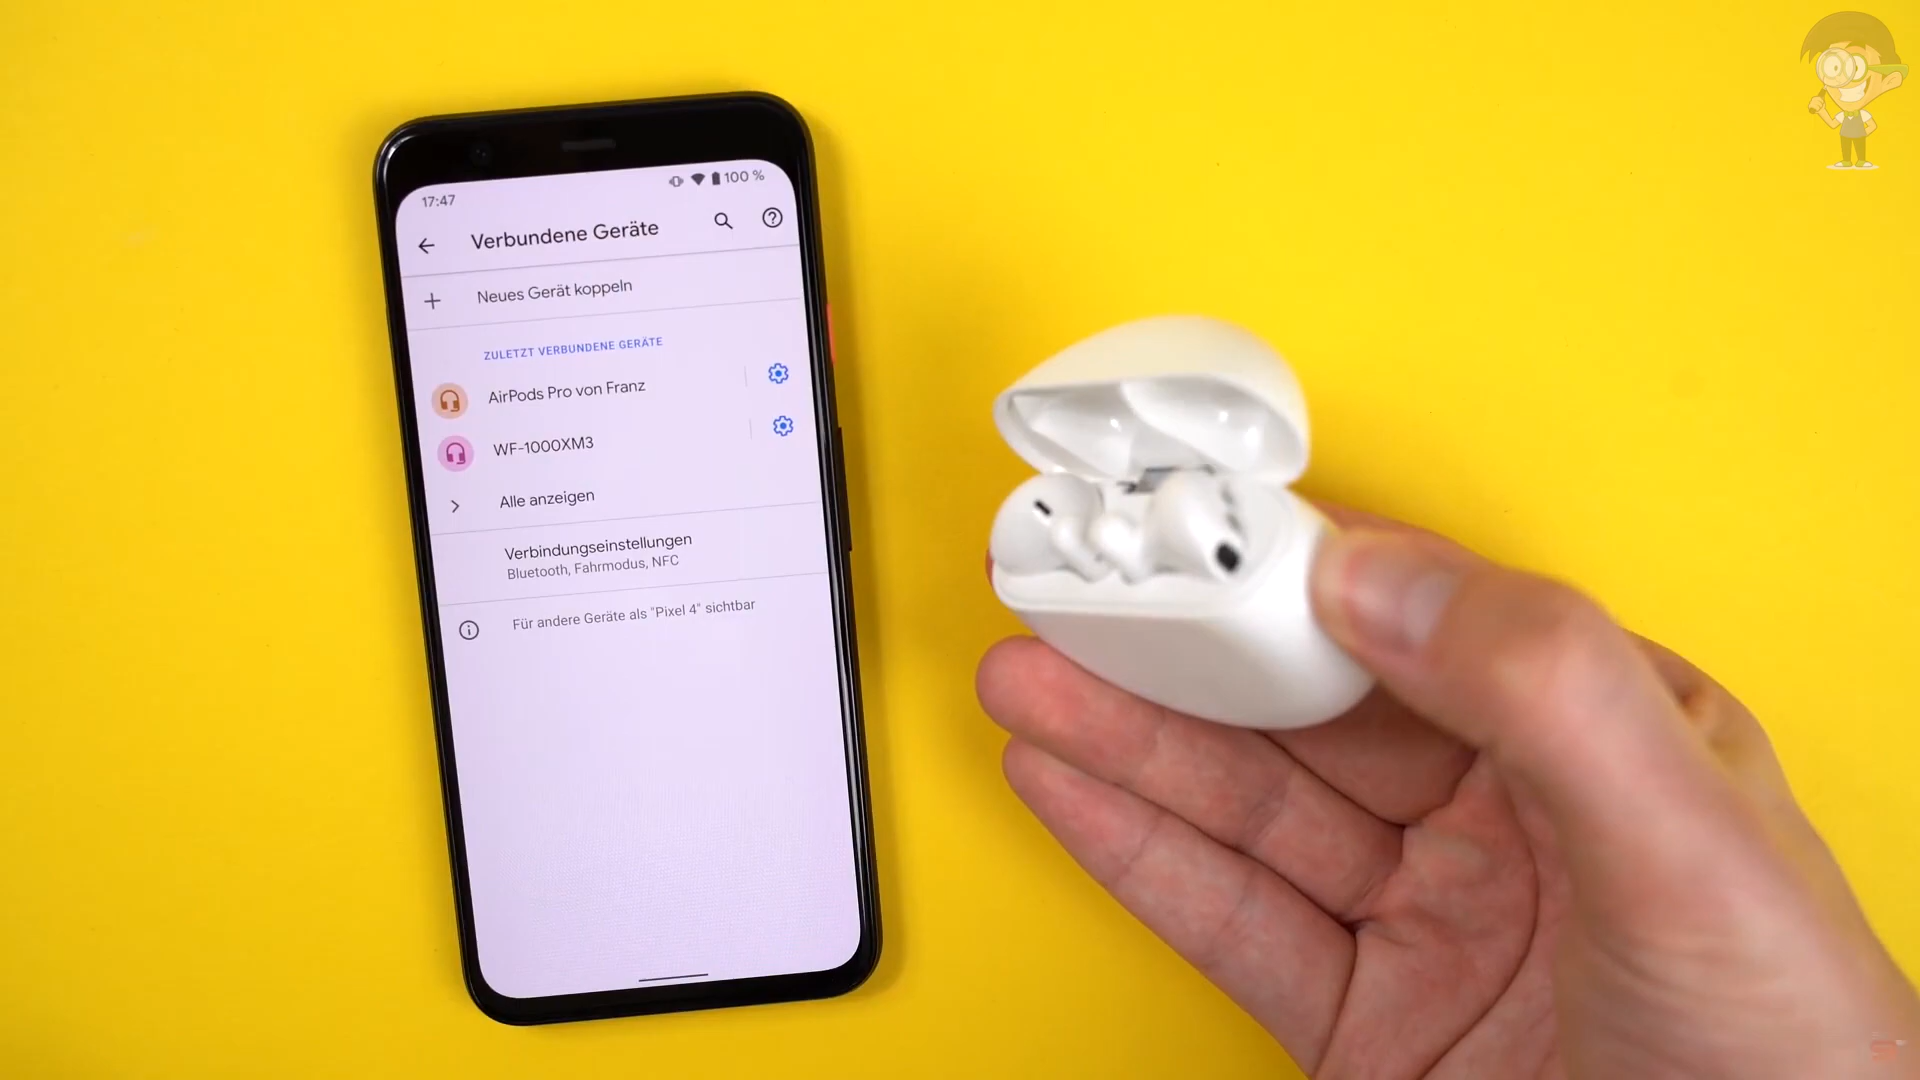 17:47
100 %
Verbundene Geräte
Neues Gerät koppeln
ZULETZT VERBUNDENE GERÄTE
AirPods Pro von Franz
WF-1000XM3
Alle anzeigen
Verbindungseinstellungen
Bluetooth, Fahrmodus, NFC
Für andere Geräte als "Pixel 4" sichtbar